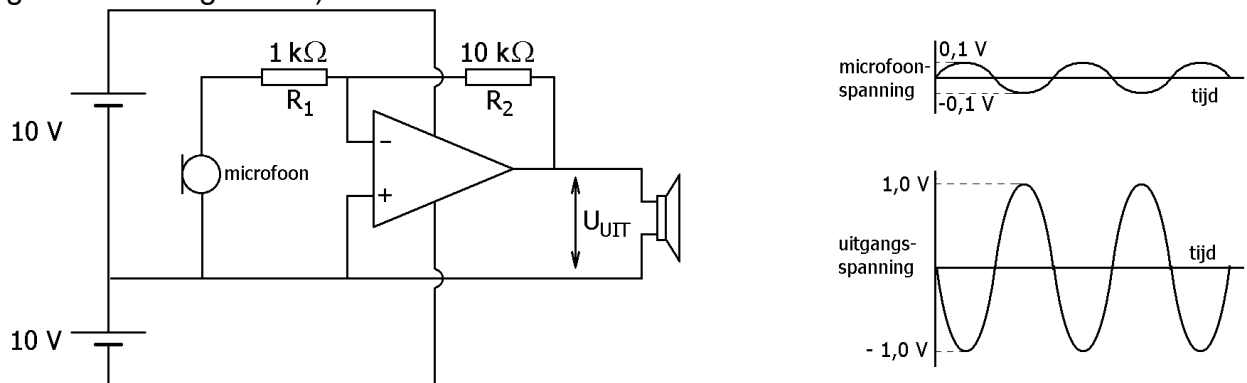 1 kΩ
R1
10 kΩ
R2
10 V
microfoon
−
+
UUIT
10 V
0,1 V
microfoon-
spanning
-0,1 V
tijd
1,0 V
uitgangs-
spanning
tijd
- 1,0 V